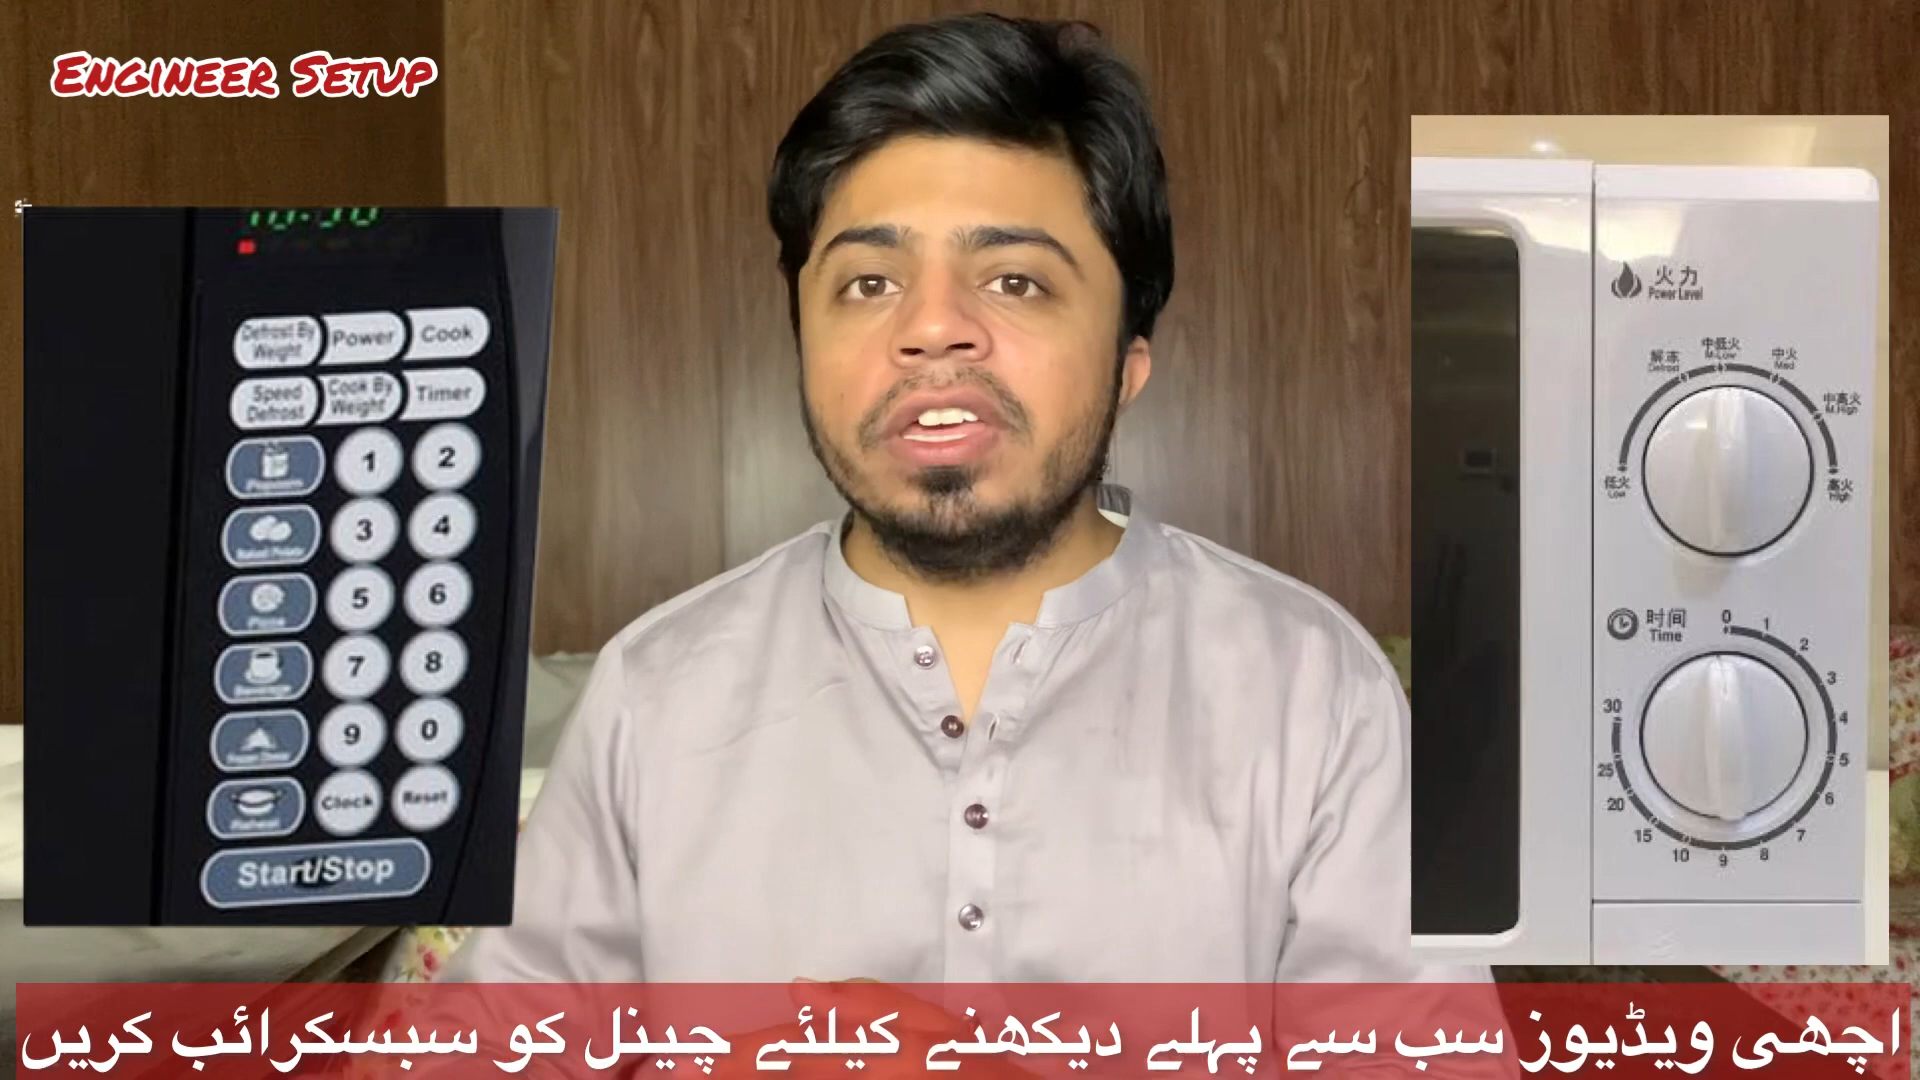 Engineer Setup
Defrost By Weight
Power
Cook
Speed Defrost
Cook By Weight
Timer
1
2
3
4
Baked Potato
5
6
Pizza
7
8
Beverage
9
0
Clock
Reset
Start/Stop
火力
Power Level
解冻
Defrost
中低火
M-Low
中火
Med
中高火
M.High
低火
Low
高火
High
时间
Time
0
1
2
3
4
5
6
7
8
9
10
15
20
25
30
اچھی ویڈیوز سب سے پہلے دیکھنے کیلئے چینل کو سبسکرائب کریں